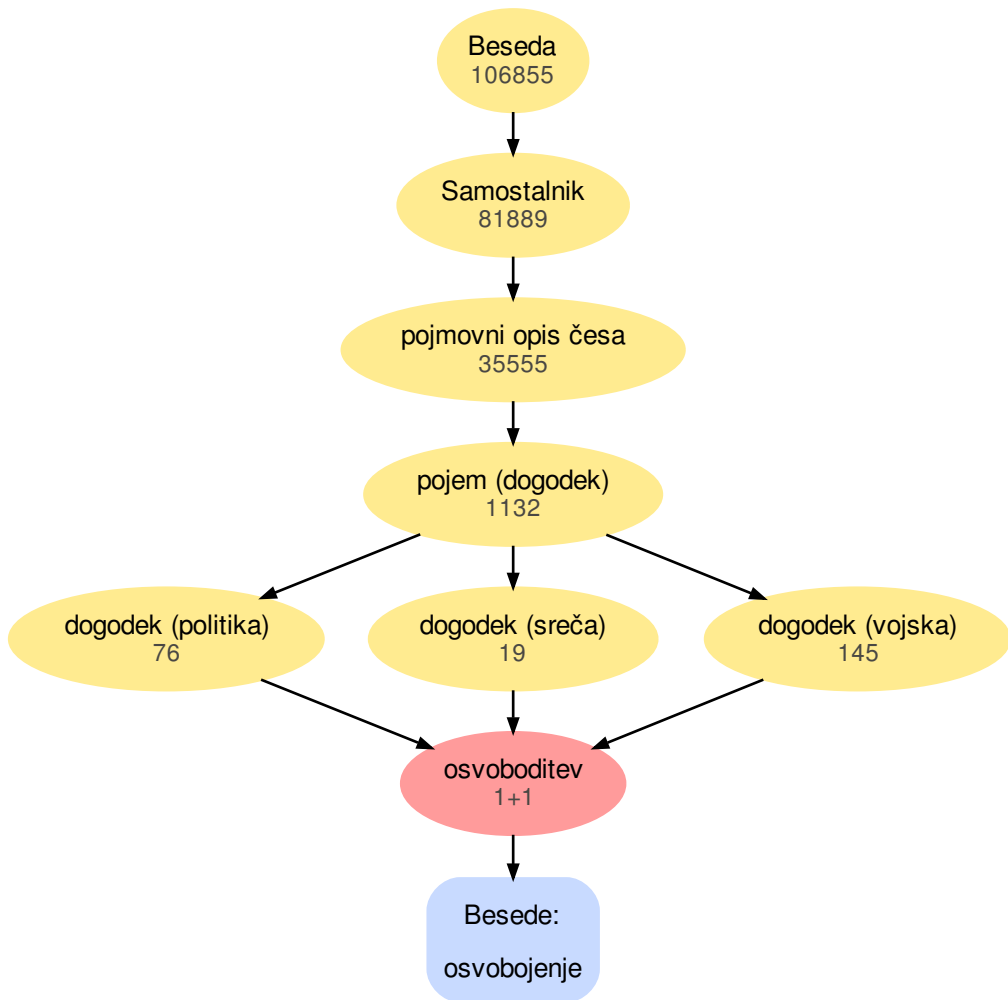 Beseda
106855
Samostalnik
81889
pojmovni opis česa
35555
pojem (dogodek)
1132
dogodek (politika)
76
dogodek (sreča)
19
dogodek (vojska)
145
osvoboditev
1+1
Besede:
osvobojenje